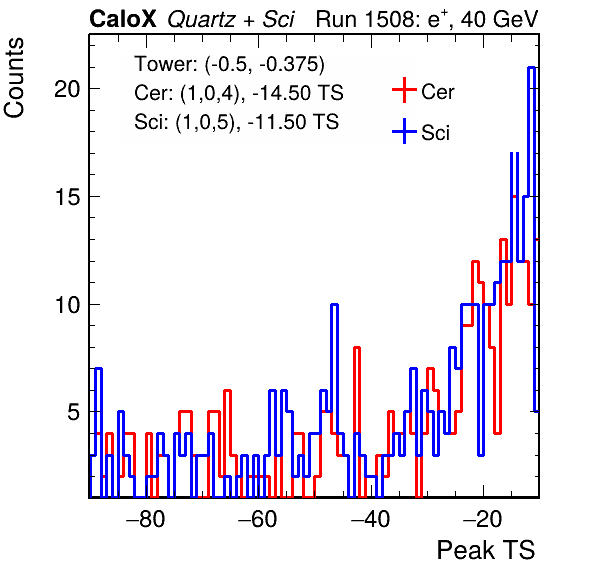 CaloX Quartz + Sci Run 1508: e⁺, 40 GeV
Counts
Tower: (-0.5, -0.375)
Cer: (1,0,4), -14.50 TS
Sci: (1,0,5), -11.50 TS
Cer
Sci
20
15
10
5
−80 −60 −40 −20
Peak TS